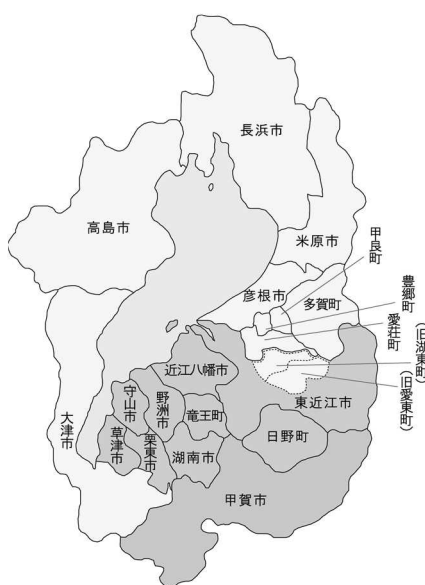 長浜市
高島市
米原市
甲良町
彦根市
多賀町
豊郷町
愛荘町
(旧湖東町)
(旧愛東町)
近江八幡市
東近江市
守山市
野洲市
竜王町
大津市
草津市
栗東市
湖南市
日野町
甲賀市